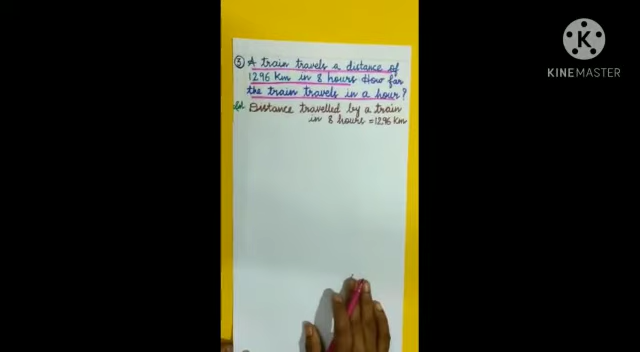 ⑤ A train travels a distance of
1296 Km in 8 hours How far
the train travels in a hour?
Sol Distance travelled by a train
in 8 hours = 1296 Km
KINEMASTER